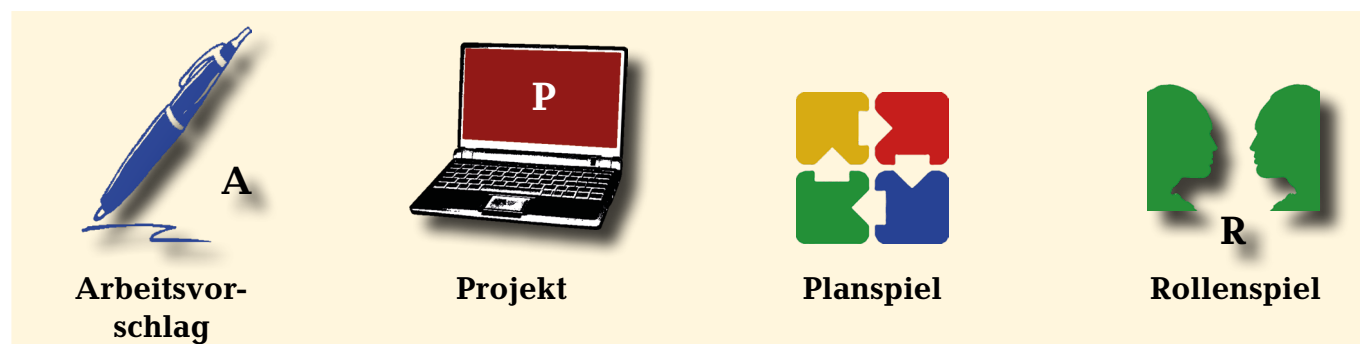 A
P
R
Arbeitsvor-
schlag
Projekt
Planspiel
Rollenspiel